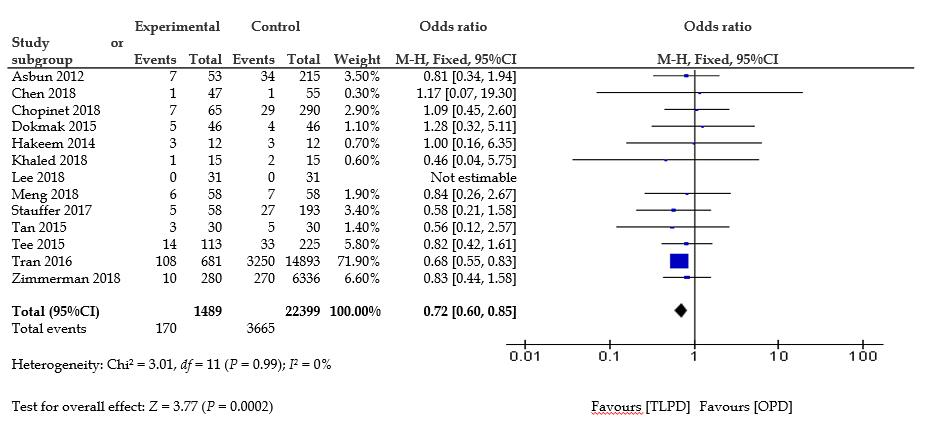 Experimental Control Odds ratio Odds ratio
Study or
subgroup Events Total Events Total Weight M-H, Fixed, 95%CI M-H, Fixed, 95%CI
Asbun 2012 7 53 34 215 3.50% 0.81 [0.34, 1.94]
Chen 2018 1 47 1 55 0.30% 1.17 [0.07, 19.30]
Chopinet 2018 7 65 29 290 2.90% 1.09 [0.45, 2.60]
Dokmak 2015 5 46 4 46 1.10% 1.28 [0.32, 5.11]
Hakeem 2014 3 12 3 12 0.70% 1.00 [0.16, 6.35]
Khaled 2018 1 15 2 15 0.60% 0.46 [0.04, 5.75]
Lee 2018 0 31 0 31 Not estimable
Meng 2018 6 58 7 58 1.90% 0.84 [0.26, 2.67]
Stauffer 2017 5 58 27 193 3.40% 0.58 [0.21, 1.58]
Tan 2015 3 30 5 30 1.40% 0.56 [0.12, 2.57]
Tee 2015 14 113 33 225 5.80% 0.82 [0.42, 1.61]
Tran 2016 108 681 3250 14893 71.90% 0.68 [0.55, 0.83]
Zimmerman 2018 10 280 270 6336 6.60% 0.83 [0.44, 1.58]
Total (95%CI) 1489 22399 100.00% 0.72 [0.60, 0.85]
Total events 170 3665
0.01 0.1 1 10 100
Heterogeneity: Chi² = 3.01, df = 11 (P = 0.99); I² = 0%
Test for overall effect: Z = 3.77 (P = 0.0002) Favours [TLPD] Favours [OPD]